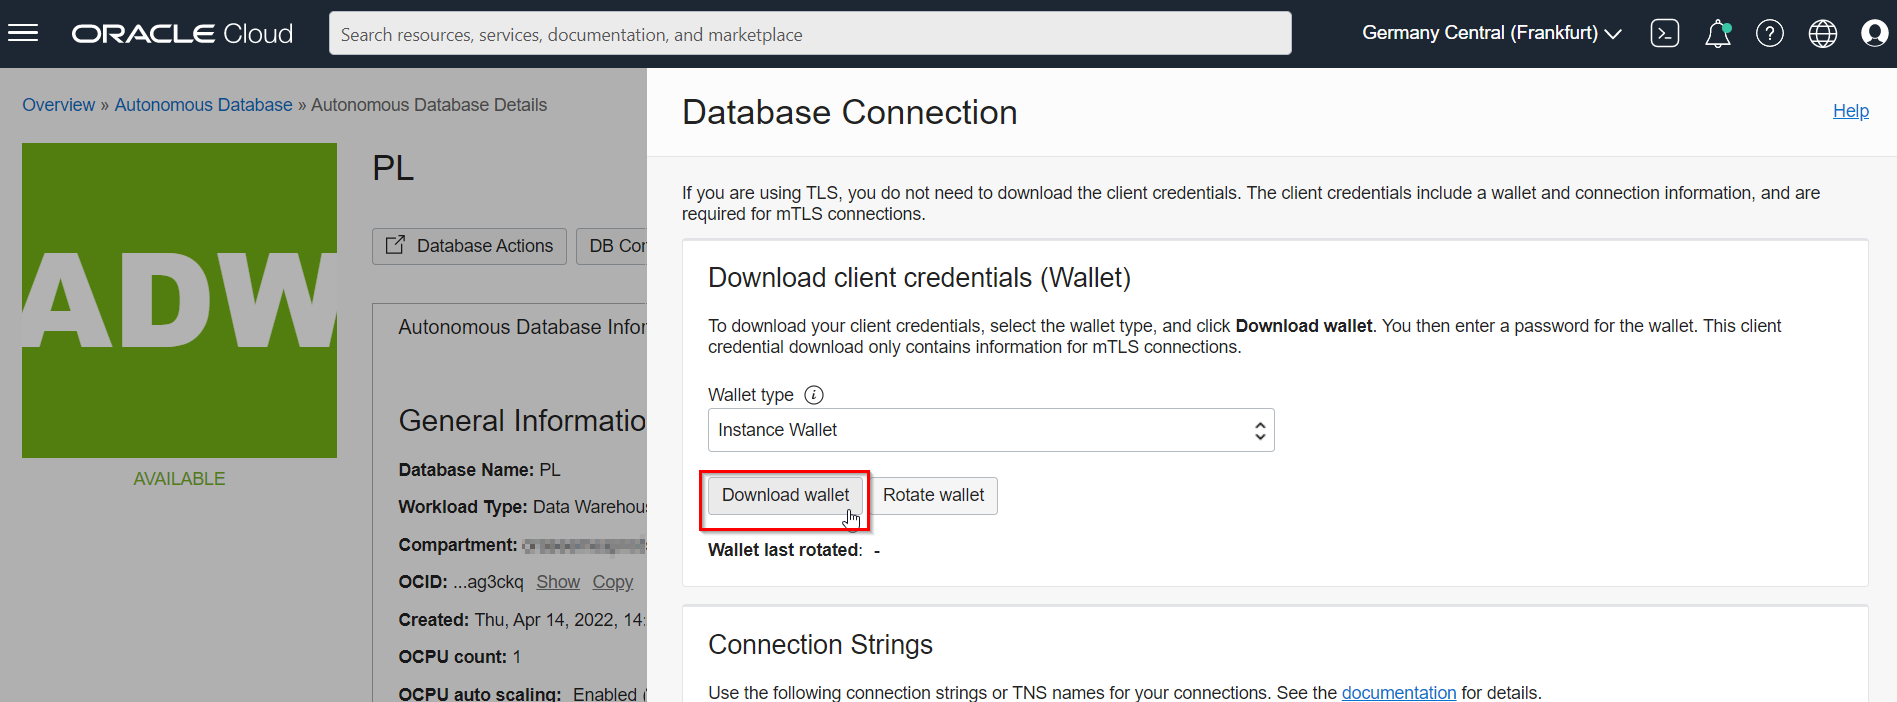 ORACLE Cloud
Search resources, services, documentation, and marketplace
Germany Central (Frankfurt)
Overview » Autonomous Database » Autonomous Database Details
ADW
AVAILABLE
PL
Database Actions
DB Con
Autonomous Database Infor
General Informatio
Database Name: PL
Workload Type: Data Warehou
Compartment:
OCID: ...ag3ckq Show Copy
Created: Thu, Apr 14, 2022, 14:
OCPU count: 1
OCPU auto scaling: Enabled (
Database Connection
Help
If you are using TLS, you do not need to download the client credentials. The client credentials include a wallet and connection information, and are
required for mTLS connections.
Download client credentials (Wallet)
To download your client credentials, select the wallet type, and click Download wallet. You then enter a password for the wallet. This client
credential download only contains information for mTLS connections.
Wallet type
Instance Wallet
Download wallet
Rotate wallet
Wallet last rotated: -
Connection Strings
Use the following connection strings or TNS names for your connections. See the documentation for details.